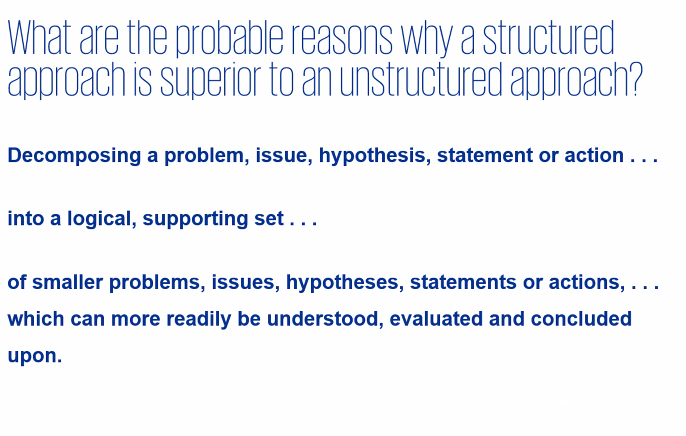 What are the probable reasons why a structured
approach is superior to an unstructured approach?
Decomposing a problem, issue, hypothesis, statement or action . . .
into a logical, supporting set . . .
of smaller problems, issues, hypotheses, statements or actions, . . .
which can more readily be understood, evaluated and concluded
upon.